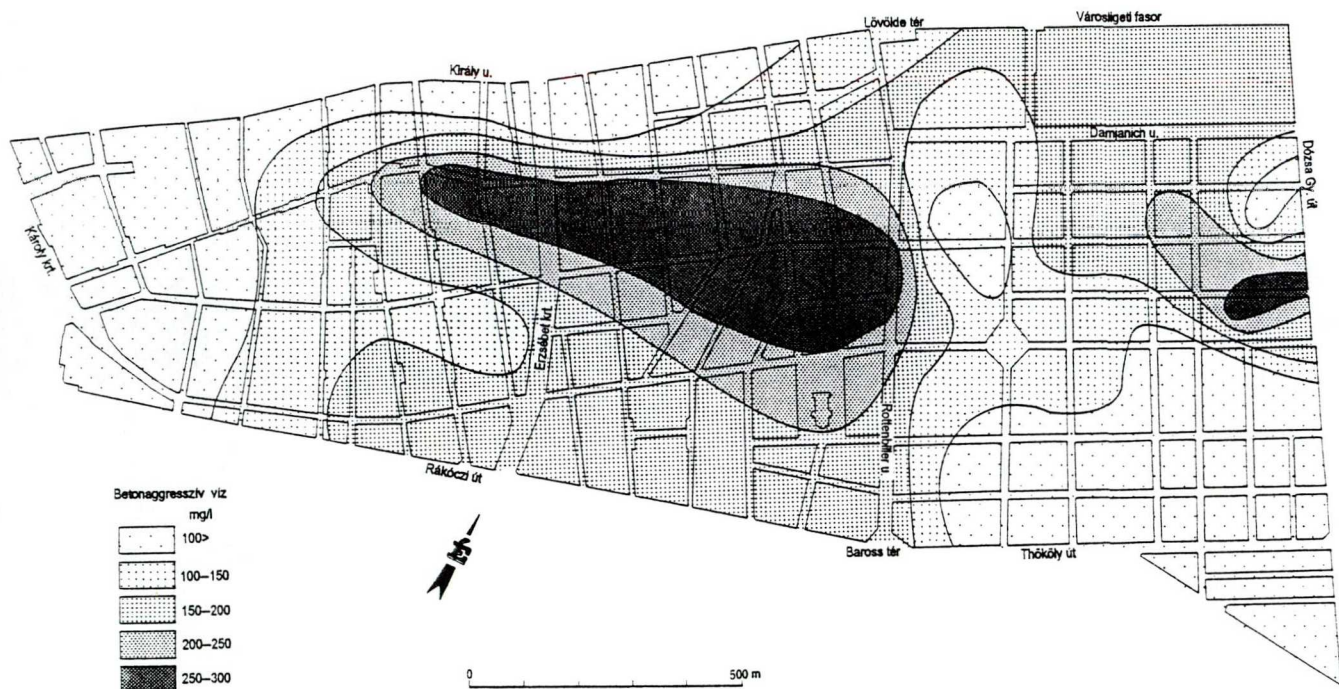 Lövölde tér
Városligeti fasor
Király u.
Damjanich u.
Dózsa Gy. út
Károly krt.
Erzsébet krt.
Rottenbiller u.
Rákóczi út
Baross tér
Thököly út
Betonaggresszív víz
mg/l
100>
100–150
150–200
200–250
250–300
É
0 500 m